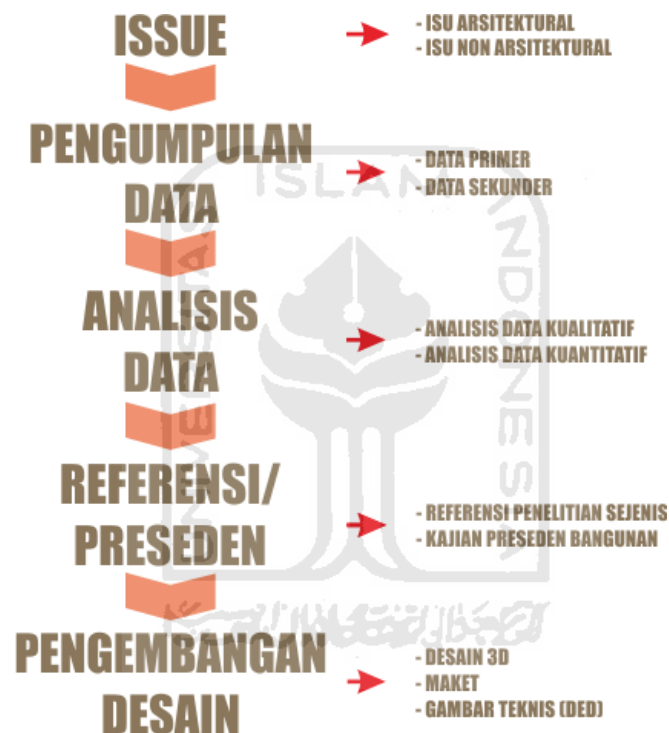 ISSUE
- ISU ARSITEKTURAL
- ISU NON ARSITEKTURAL
PENGUMPULAN
DATA
- DATA PRIMER
- DATA SEKUNDER
ANALISIS
DATA
- ANALISIS DATA KUALITATIF
- ANALISIS DATA KUANTITATIF
REFERENSI/
PRESEDEN
- REFERENSI PENELITIAN SEJENIS
- KAJIAN PRESEDEN BANGUNAN
PENGEMBANGAN
DESAIN
- DESAIN 3D
- MAKET
- GAMBAR TEKNIS (DED)
UNIVERSITAS
ISLAM
INDONESIA